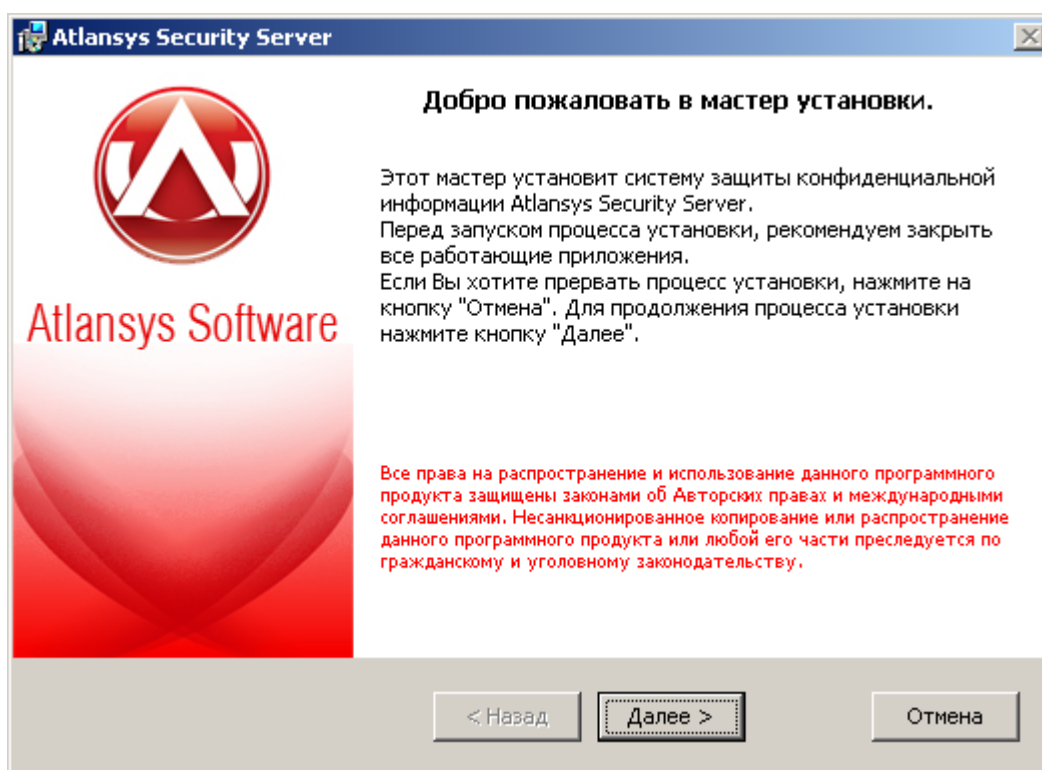 Atlansys Security Server
Добро пожаловать в мастер установки.
Этот мастер установит систему защиты конфиденциальной
информации Atlansys Security Server.
Перед запуском процесса установки, рекомендуем закрыть
все работающие приложения.
Если Вы хотите прервать процесс установки, нажмите на
кнопку "Отмена". Для продолжения процесса установки
нажмите кнопку "Далее".
Atlansys Software
Все права на распространение и использование данного программного
продукта защищены законами об Авторских правах и международными
соглашениями. Несанкционированное копирование или распространение
данного программного продукта или любой его части преследуется по
гражданскому и уголовному законодательству.
< Назад
Далее >
Отмена